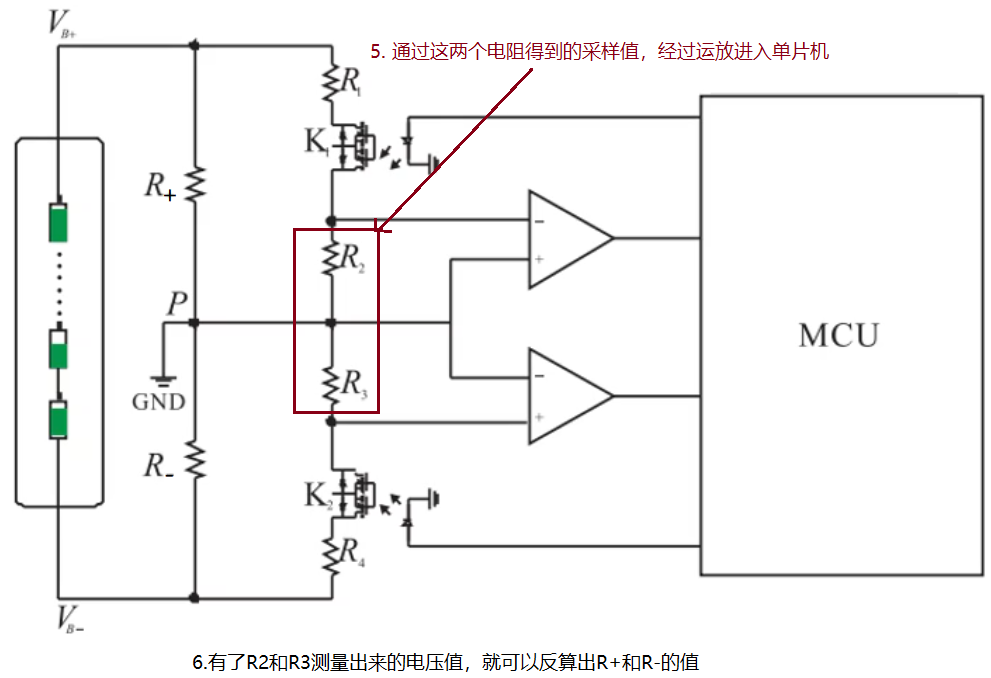 V_B+
5. 通过这两个电阻得到的采样值，经过运放进入单片机
R1
K1
R+
−
R2
+
P
MCU
GND
−
R3
+
R-
K2
R4
V_B−
6.有了R2和R3测量出来的电压值，就可以反算出R+和R-的值